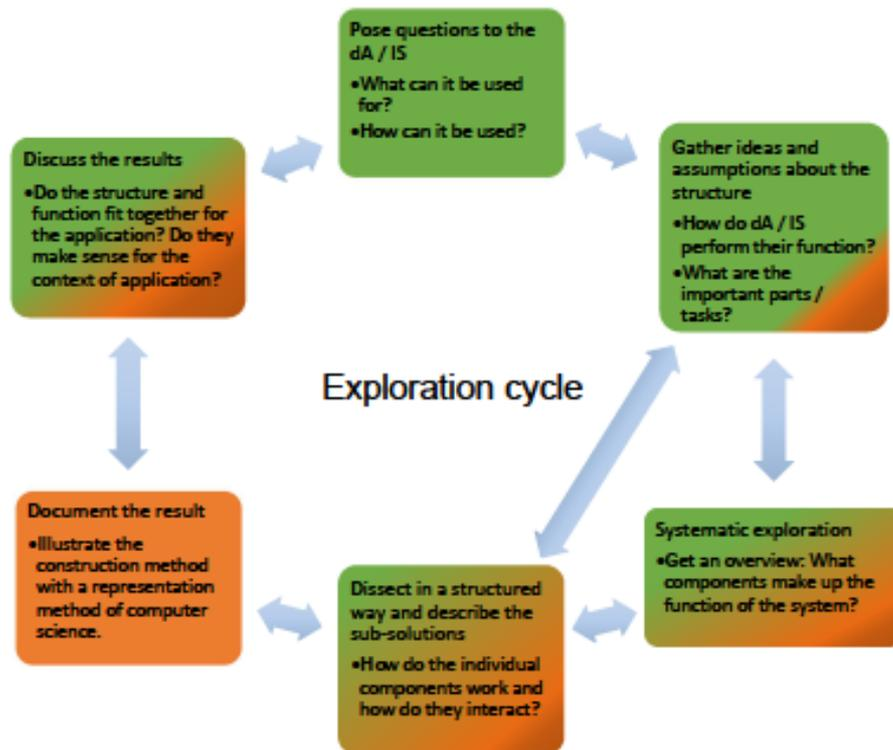 Pose questions to the
dA / IS
•What can it be used
for?
•How can it be used?
Gather ideas and
assumptions about the
structure
•How do dA / IS
perform their function?
•What are the
important parts /
tasks?
Discuss the results
•Do the structure and
function fit together for
the application? Do they
make sense for the
context of application?
Exploration cycle
Systematic exploration
•Get an overview: What
components make up the
function of the system?
Dissect in a structured
way and describe the
sub-solutions
•How do the individual
components work and
how do they interact?
Document the result
•Illustrate the
construction method
with a representation
method of computer
science.